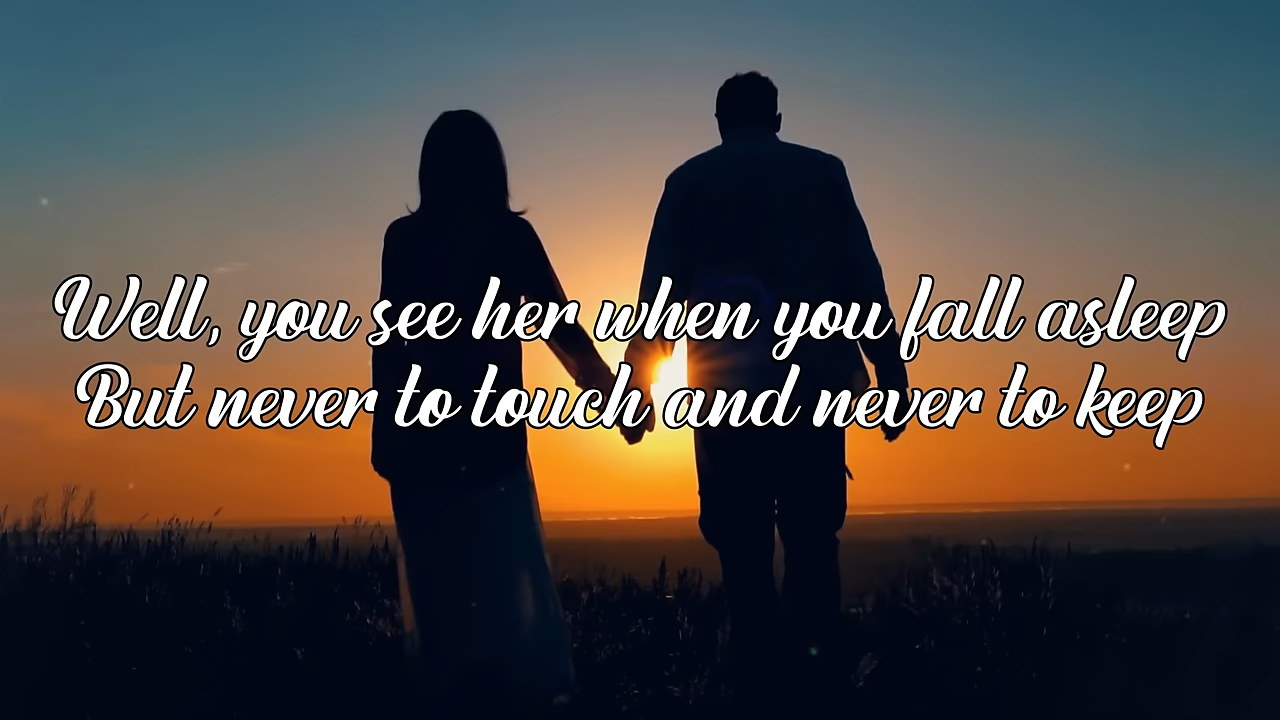 Well, you see her when you fall asleep
But never to touch and never to keep